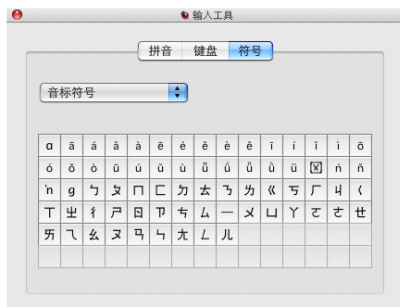 输入工具
拼音 键盘 符号
音标符号
ɑ ā á ǎ à ē é ě è ê ī í ǐ ì ō
ó ǒ ò ū ú ǔ ù ǖ ǘ ǚ ǜ ü ń ň
ɡ ㄅ ㄆ ㄇ ㄈ ㄉ ㄊ ㄋ ㄌ ㄍ ㄎ ㄏ ㄐ ㄑ
ㄒ ㄓ ㄔ ㄕ ㄖ ㄗ ㄘ ㄙ 一 ㄨ ㄩ ㄚ ㄛ ㄜ ㄝ
ㄞ ㄟ ㄠ ㄡ ㄢ ㄣ ㄤ ㄥ ㄦ